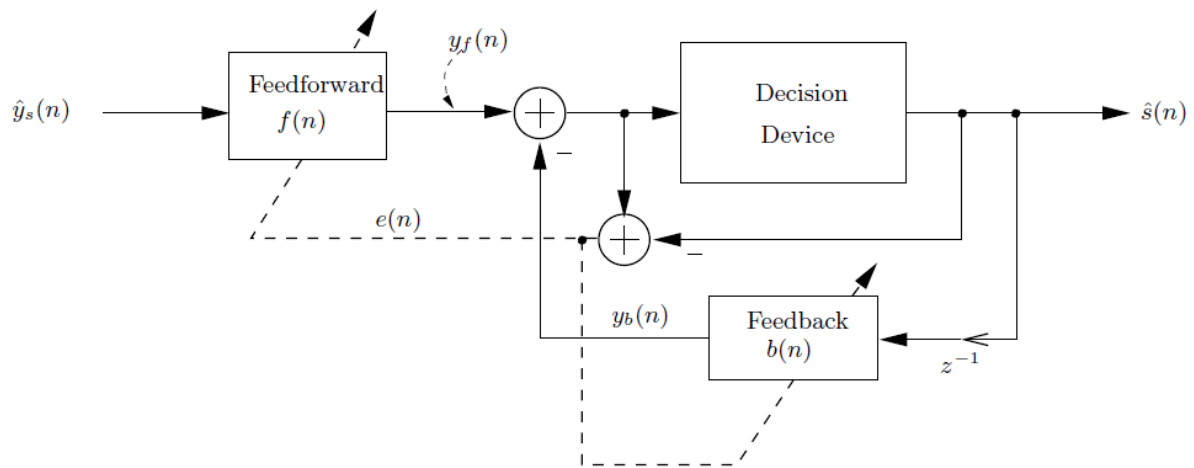 y_f(n)
Feedforward
Decision
ŷ_s(n)
f(n)
ŝ(n)
Device
−
e(n)
−
y_b(n)
Feedback
b(n)
z^{-1}